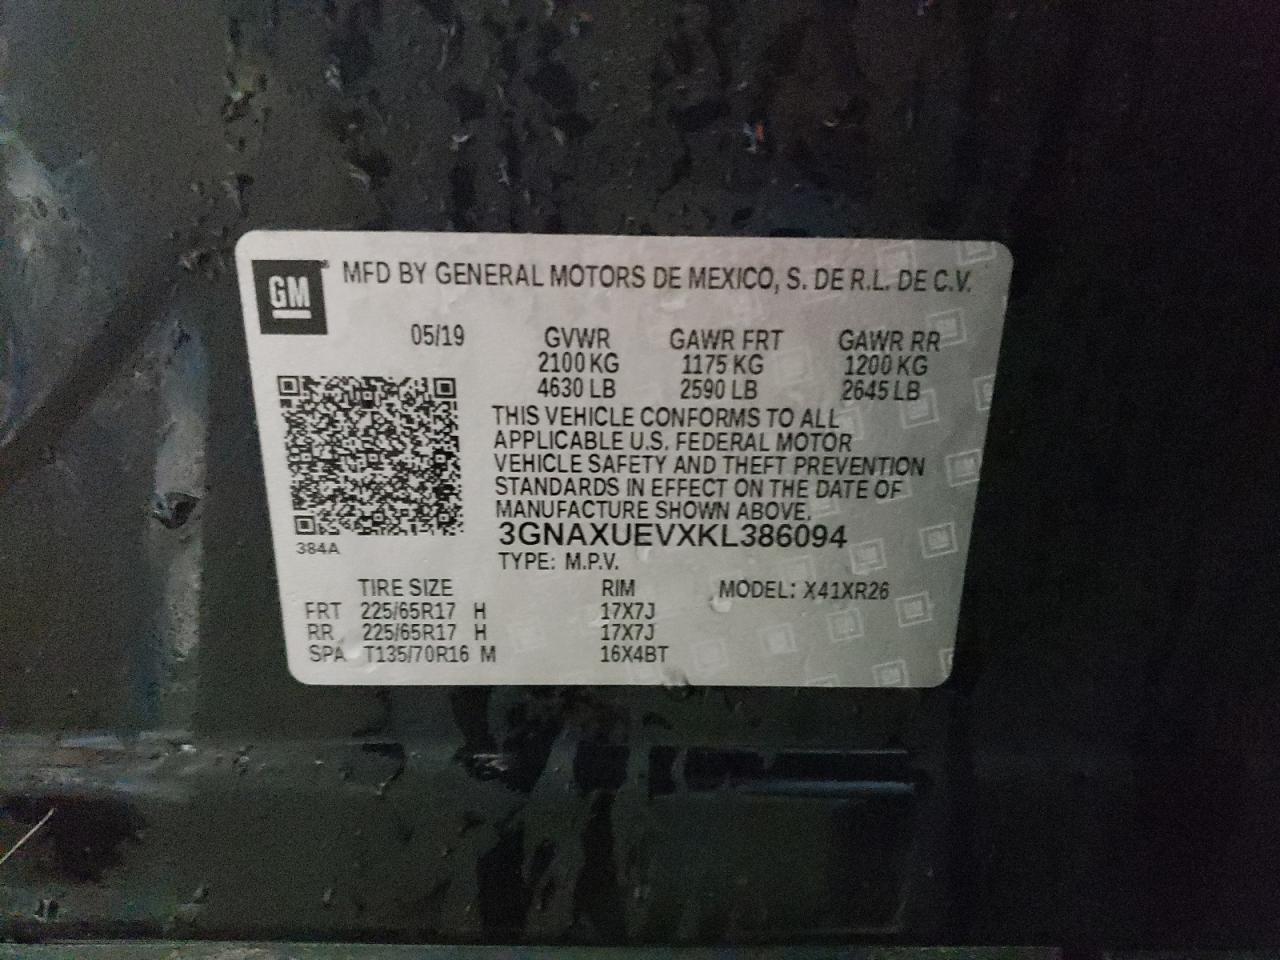 GM
MFD BY GENERAL MOTORS DE MEXICO, S. DE R.L. DE C.V.
05/19 GVWR GAWR FRT GAWR RR
2100 KG 1175 KG 1200 KG
4630 LB 2590 LB 2645 LB
THIS VEHICLE CONFORMS TO ALL
APPLICABLE U.S. FEDERAL MOTOR
VEHICLE SAFETY AND THEFT PREVENTION
STANDARDS IN EFFECT ON THE DATE OF
MANUFACTURE SHOWN ABOVE.
3GNAXUEVXKL386094
384A
TYPE: M.P.V.
TIRE SIZE RIM MODEL: X41XR26
FRT 225/65R17 H 17X7J
RR 225/65R17 H 17X7J
SPA T135/70R16 M 16X4BT